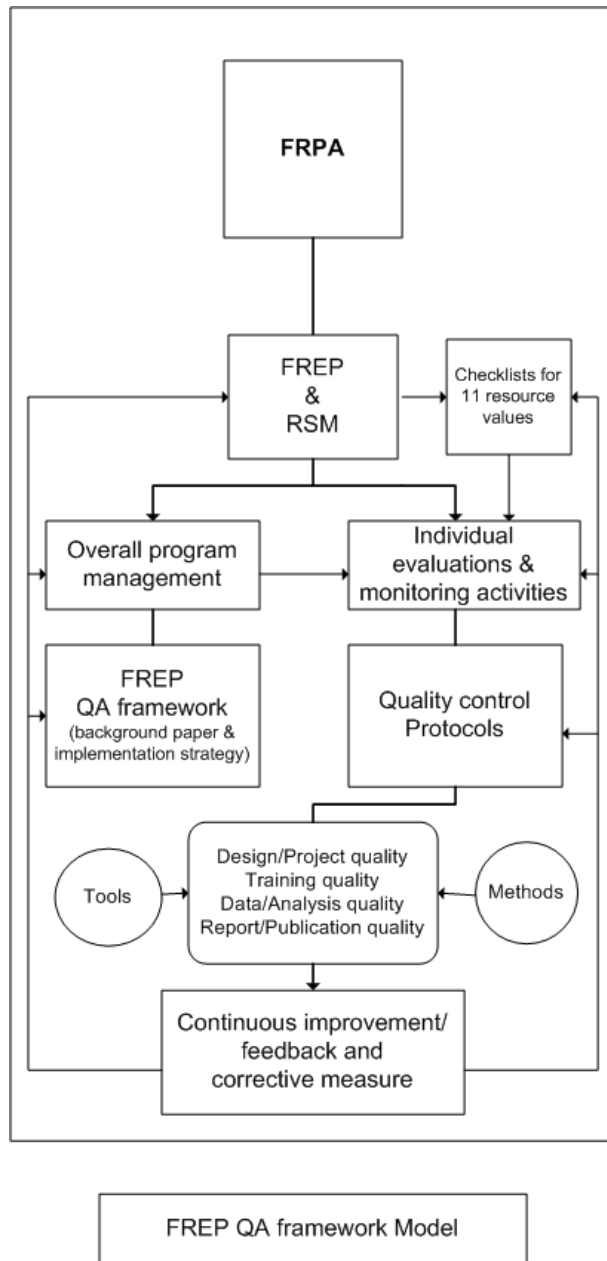 FRPA
FREP
&
RSM
Checklists for
11 resource
values
Overall program
management
Individual
evaluations &
monitoring activities
FREP
QA framework
(background paper &
implementation strategy)
Quality control
Protocols
Tools
Design/Project quality
Training quality
Data/Analysis quality
Report/Publication quality
Methods
Continuous improvement/
feedback and
corrective measure
FREP QA framework Model